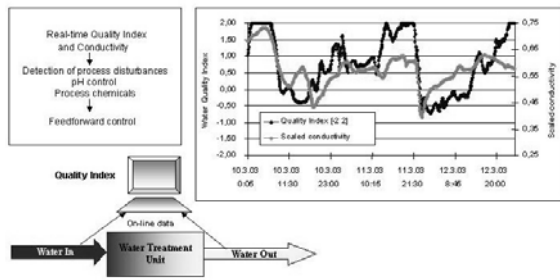 Real-time Quality Index
and Conductivity
Detection of process disturbances
pH control
Process chemicals
Feedforward control
Quality Index
On-line data
Water In
Water Treatment
Unit
Water Out
Water Quality Index
2,00
1,50
1,00
0,50
0,00
-0,50
-1,00
-1,50
-2,00
Quality Index [-2 2]
Scaled conductivity
0,75
0,65
0,55
0,45
0,35
0,25
Scaled conductivity
10.3.03 10.3.03 10.3.03 11.3.03 11.3.03 12.3.03 12.3.03
0:05 11:30 23:00 10:15 21:30 8:45 20:00